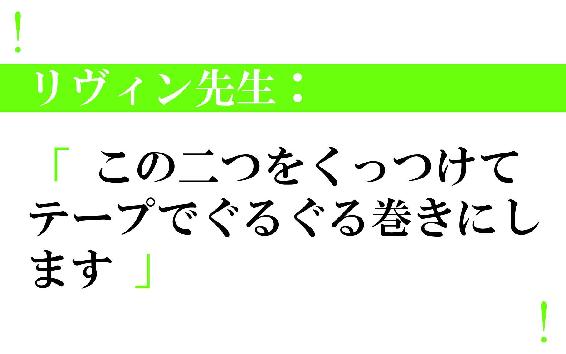 !
リヴィン先生：
「この二つをくっつけて
テープでぐるぐる巻きにし
ます」
!